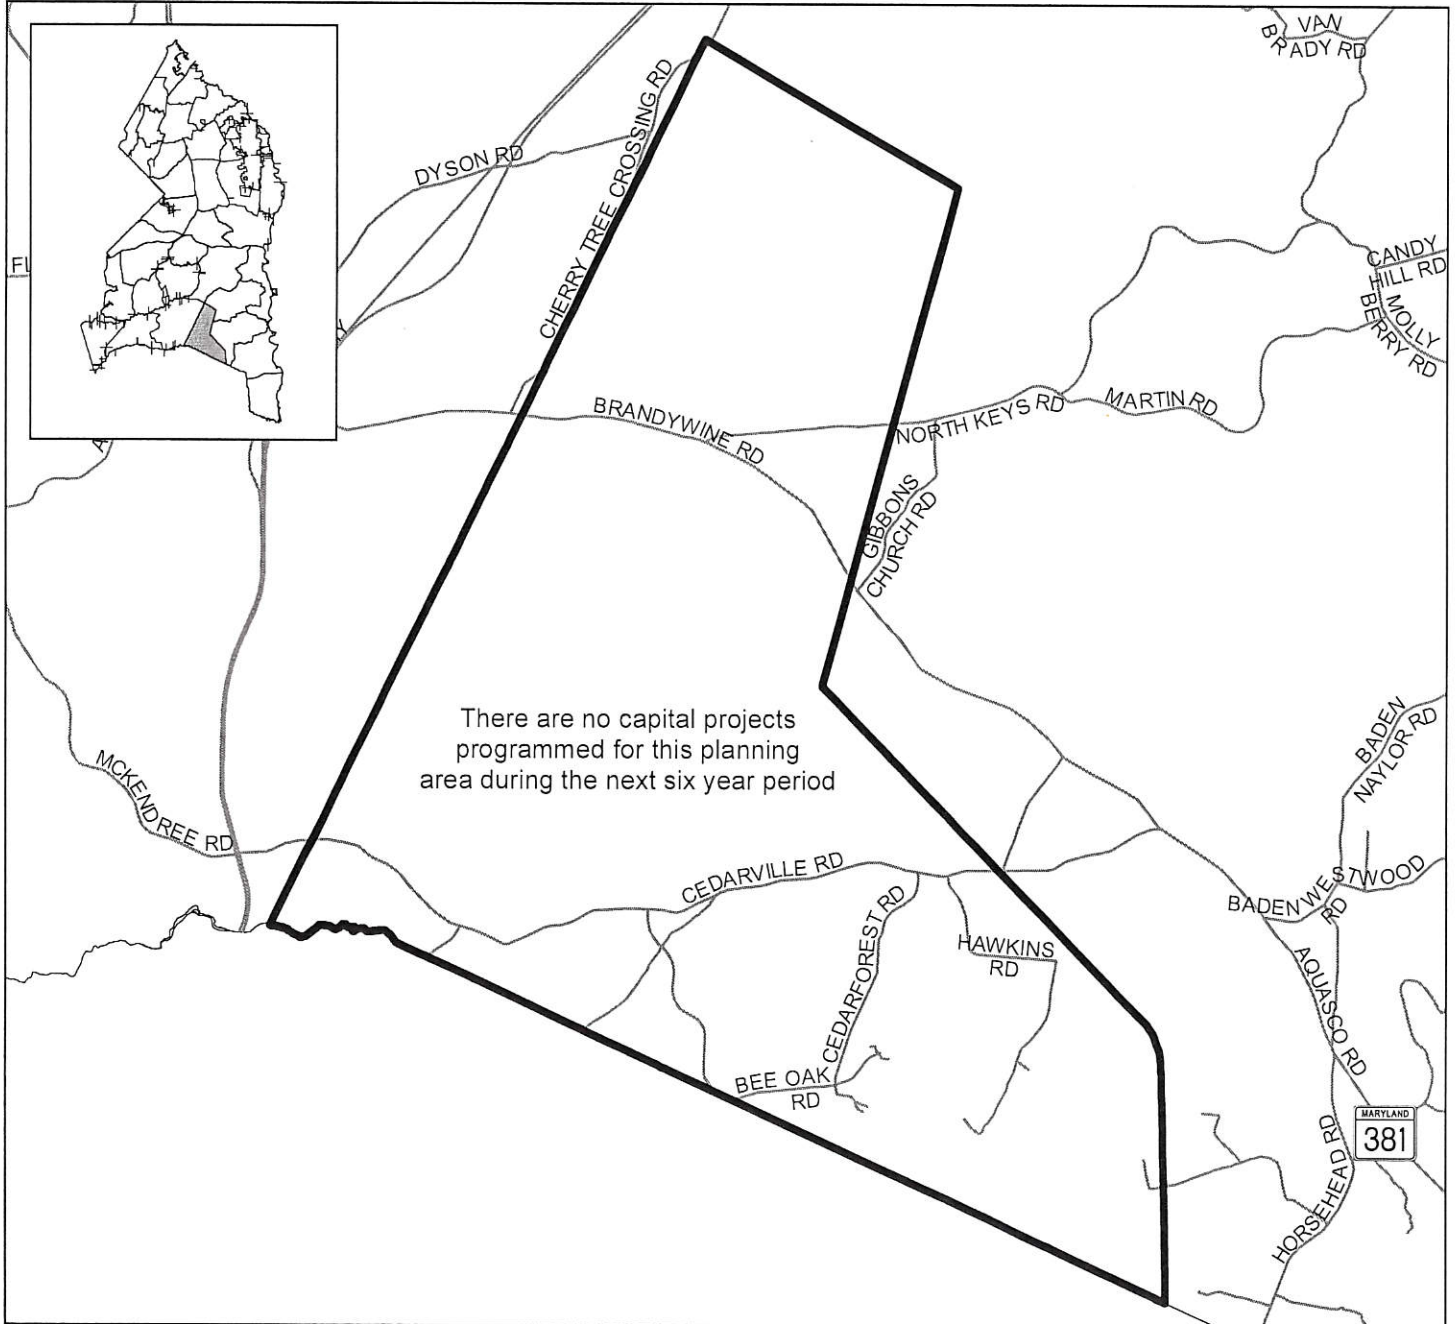 VAN
BRADY RD
CHERRY TREE CROSSING RD
DYSON RD
FL
CANDY
HILL RD
MOLLY
BERRY RD
BRANDYWINE RD
NORTH KEYS RD
MARTIN RD
GIBBONS
CHURCH RD
There are no capital projects
programmed for this planning
area during the next six year period
BADEN
NAYLOR RD
MCKENDREE RD
CEDARVILLE RD
BADEN WESTWOOD
RD
CEDARFOREST RD
HAWKINS
RD
AQUASCO RD
BEE OAK
RD
MARYLAND
381
HORSEHEAD RD